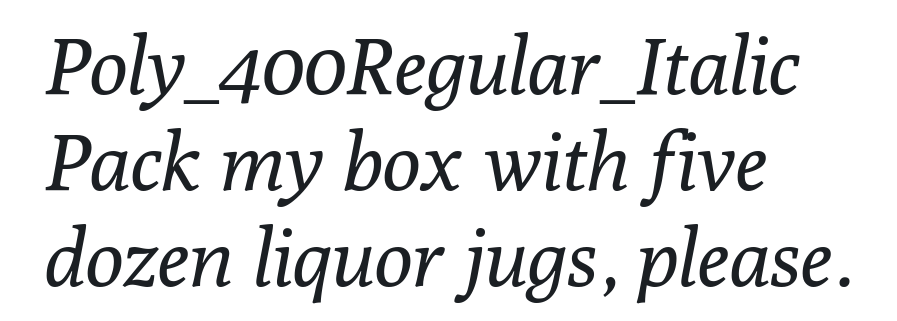 Poly_400Regular_Italic
Pack my box with five
dozen liquor jugs, please.